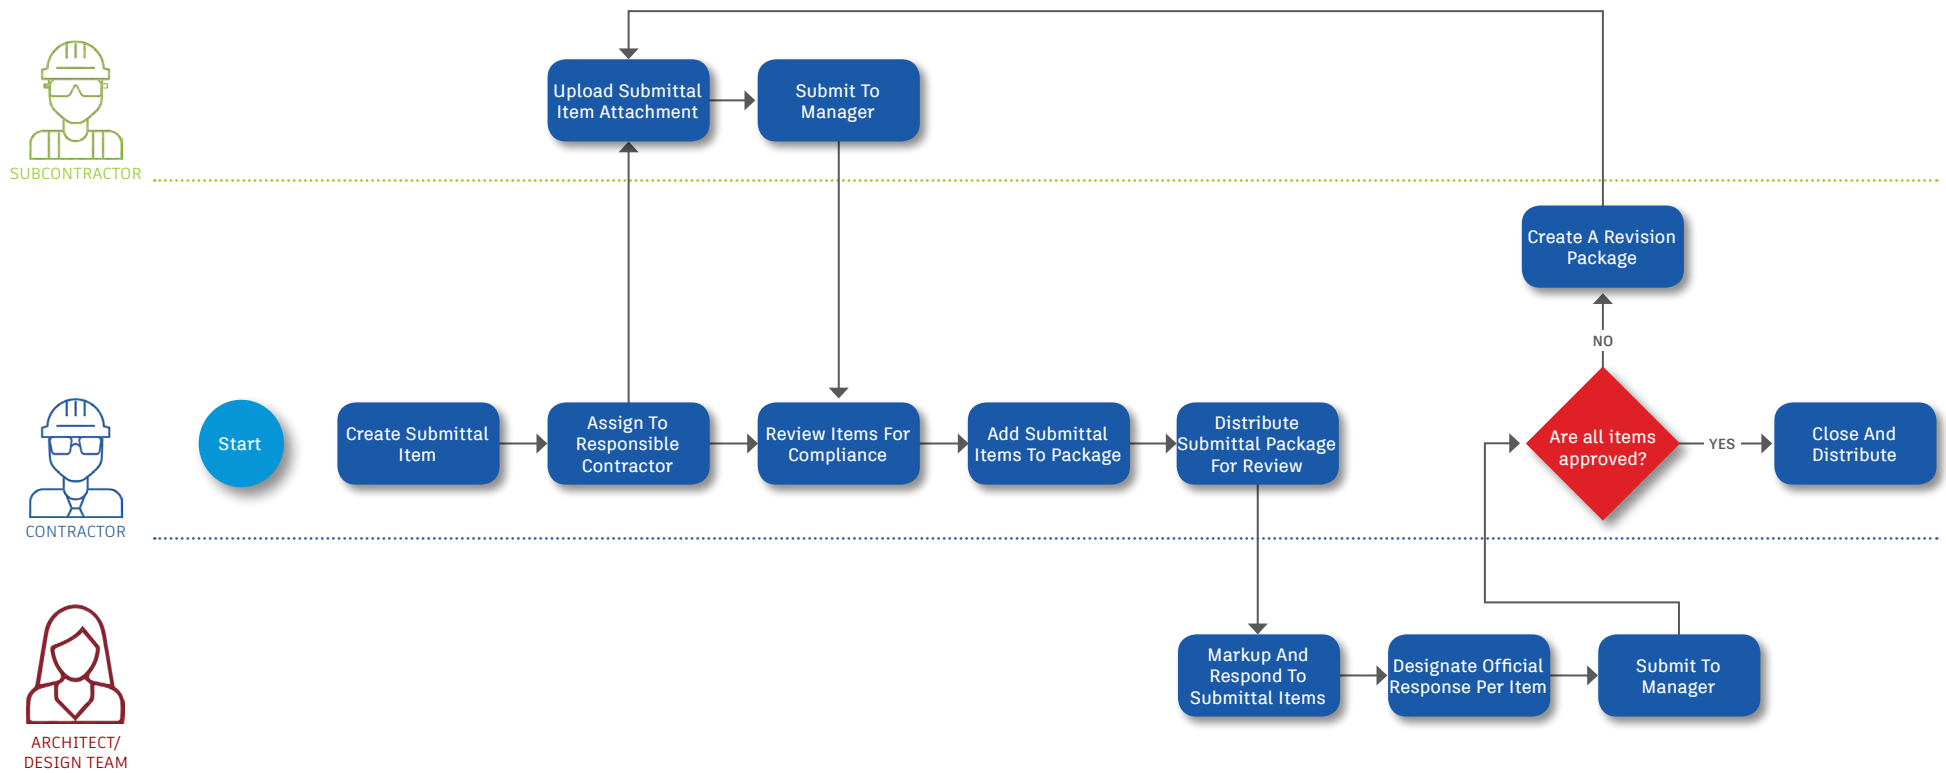 Upload Submittal
Item Attachment
Submit To
Manager
SUBCONTRACTOR
Create A Revision
Package
NO
Start
Create Submittal
Item
Assign To
Responsible
Contractor
Review Items For
Compliance
Add Submittal
Items To Package
Distribute
Submittal Package
For Review
Are all items
approved?
YES
Close And
Distribute
CONTRACTOR
Markup And
Respond To
Submittal Items
Designate Official
Response Per Item
Submit To
Manager
ARCHITECT/
DESIGN TEAM